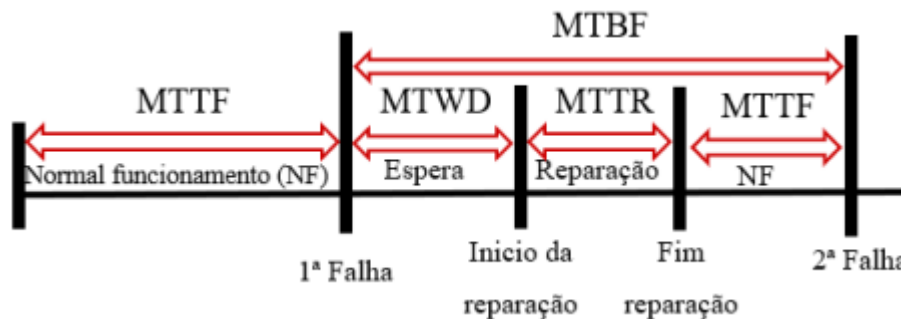 MTBF
MTTF
MTWD
MTTR
MTTF
Normal funcionamento (NF)
Espera
Reparação
NF
1ª Falha
Inicio da
reparação
Fim
reparação
2ª Falha